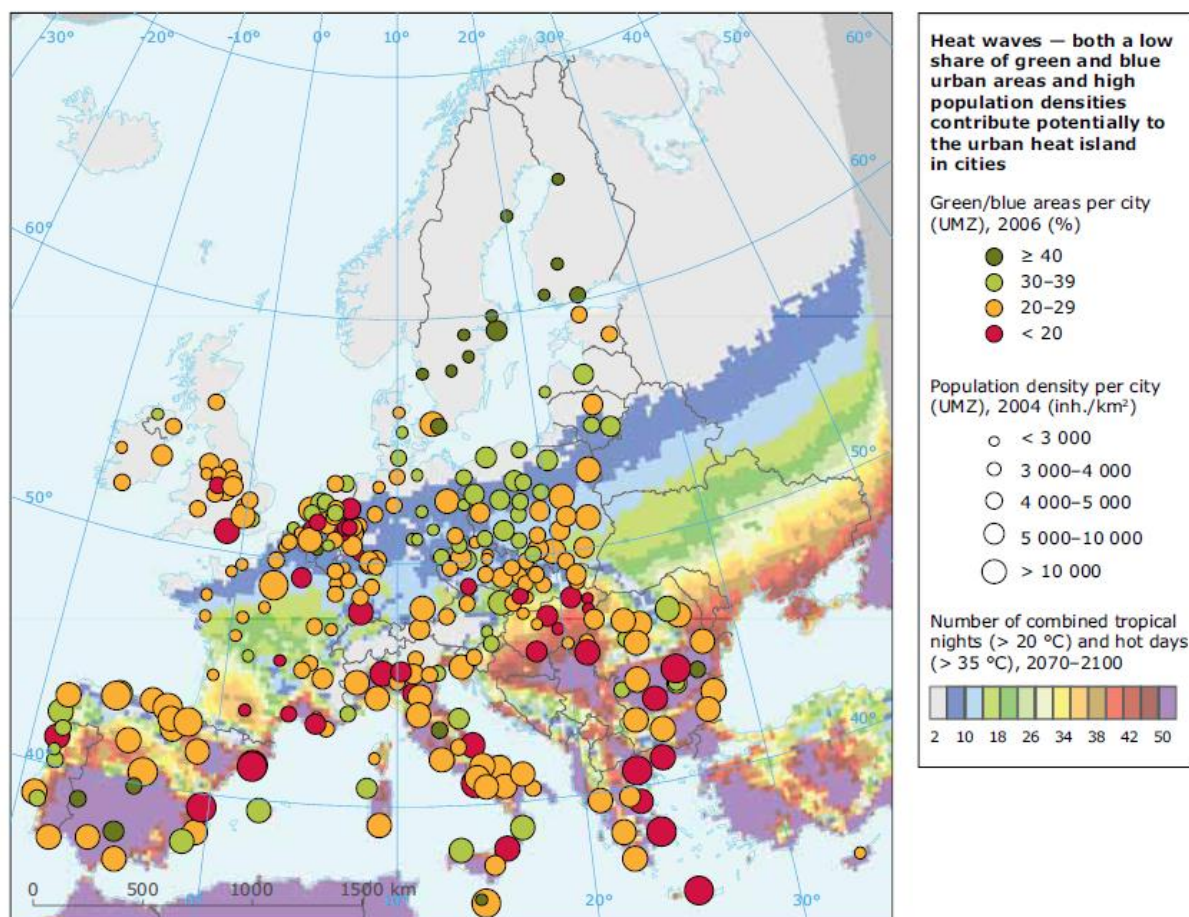 -30° -20° -10° 0° 10° 20° 30° 40° 50° 60°
60°
60°
50°
50°
40°
40°
0 500 1000 1500 km
0° 10° 20° 30°
Heat waves — both a low
share of green and blue
urban areas and high
population densities
contribute potentially to
the urban heat island
in cities
Green/blue areas per city
(UMZ), 2006 (%)
≥ 40
30–39
20–29
< 20
Population density per city
(UMZ), 2004 (inh./km²)
< 3 000
3 000–4 000
4 000–5 000
5 000–10 000
> 10 000
Number of combined tropical
nights (> 20 °C) and hot days
(> 35 °C), 2070–2100
2 10 18 26 34 38 42 50